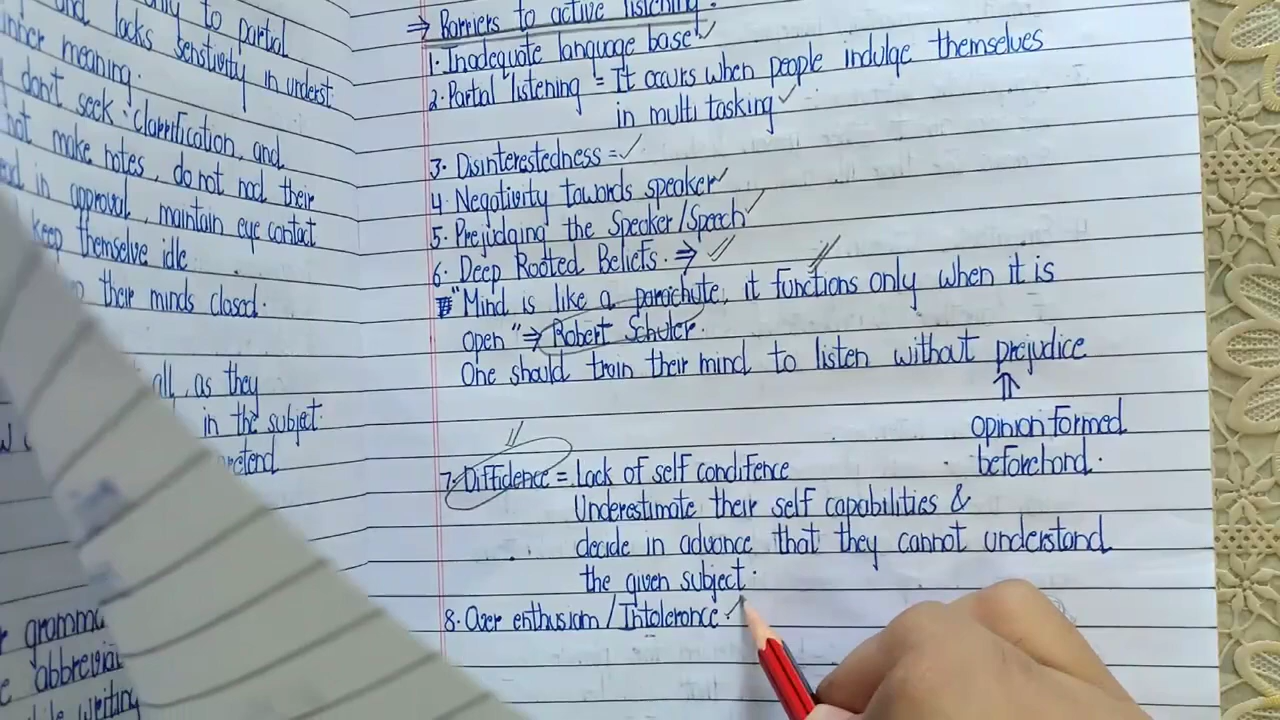 to partial
and lacks sensitivity in underst.
inner meaning.
don't seek clarification, and
not make notes, do not nod their
in approval, maintain eye contact
keep themselve idle
their minds closed.
all, as they
in the subject.
⇒ Barriers to active listening.
1. Inadequate language base
2. Partial listening = It occurs when people indulge themselves
in multi tasking
3. Disinterestedness =
4. Negativity towards speaker
5. Prejudging the Speaker/Speech
6. Deep Rooted Beliefs. ⇒
"Mind is like a parachute, it functions only when it is
open" ⇒ Robert Schuler.
One should train their mind to listen without prejudice
opinion formed
beforehand.
7. Diffidence = Lack of self condifence
Underestimate their self capabilities &
decide in advance that they cannot understand
the given subject.
8. Over enthusiam / Intolerance